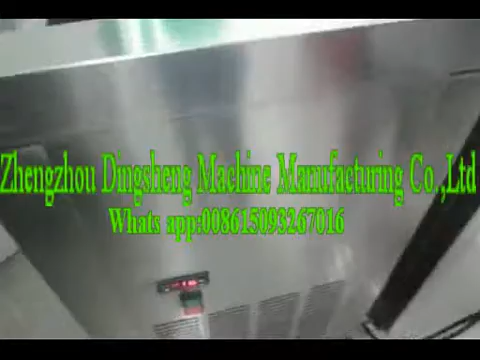 Zhengzhou Dingsheng Machine Manufacturing Co.,Ltd
Whats app:008615093267016